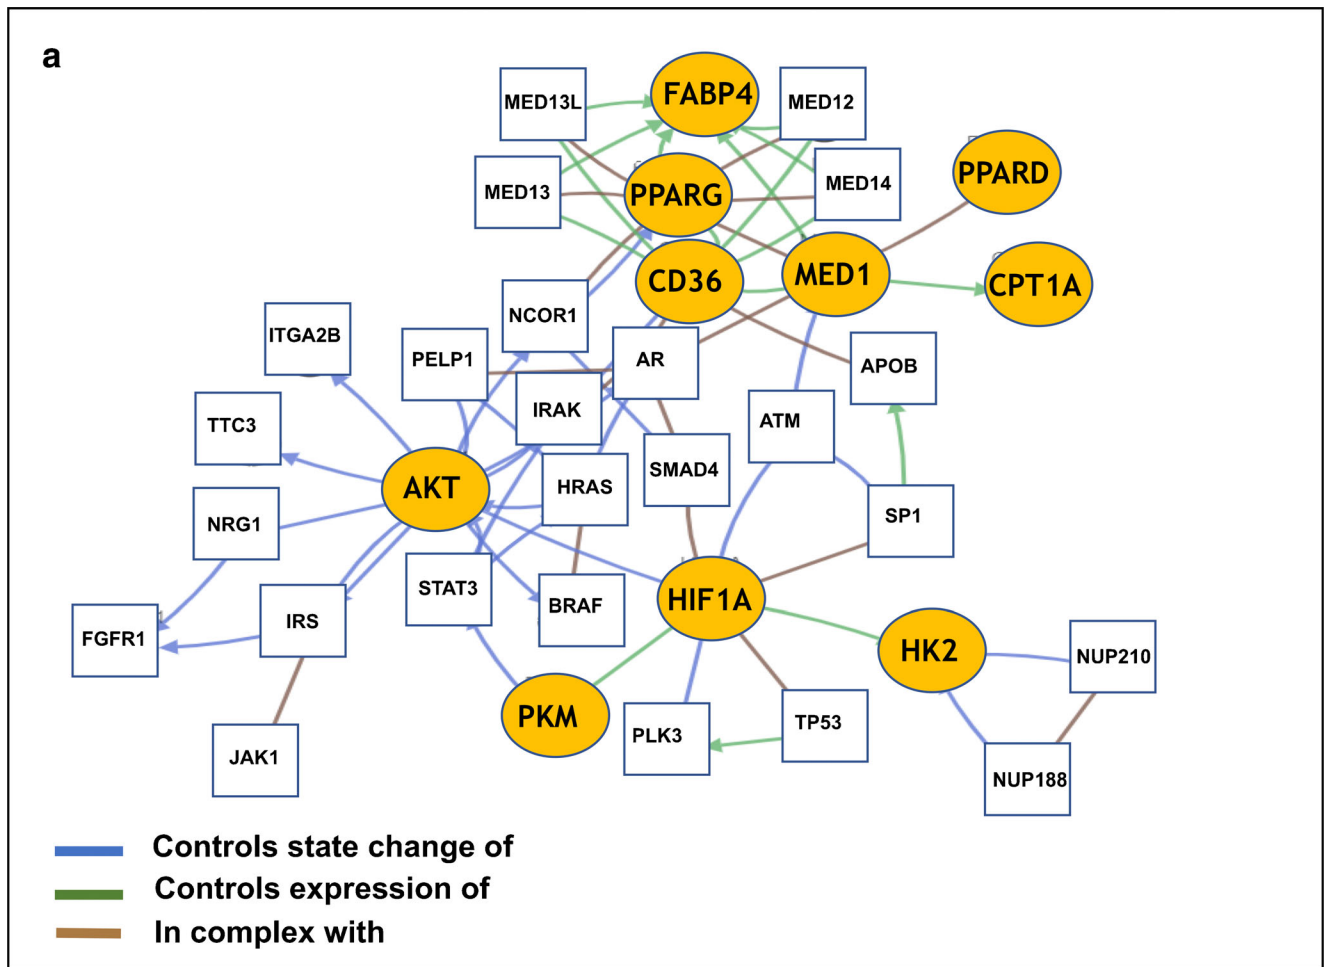 a
FABP4
MED13L
MED12
PPARD
MED13
PPARG
MED14
CD36
MED1
CPT1A
NCOR1
ITGA2B
PELP1
AR
APOB
TTC3
IRAK
ATM
AKT
HRAS
SMAD4
NRG1
SP1
STAT3
BRAF
HIF1A
FGFR1
IRS
HK2
NUP210
PKM
PLK3
TP53
JAK1
NUP188
Controls state change of
Controls expression of
In complex with